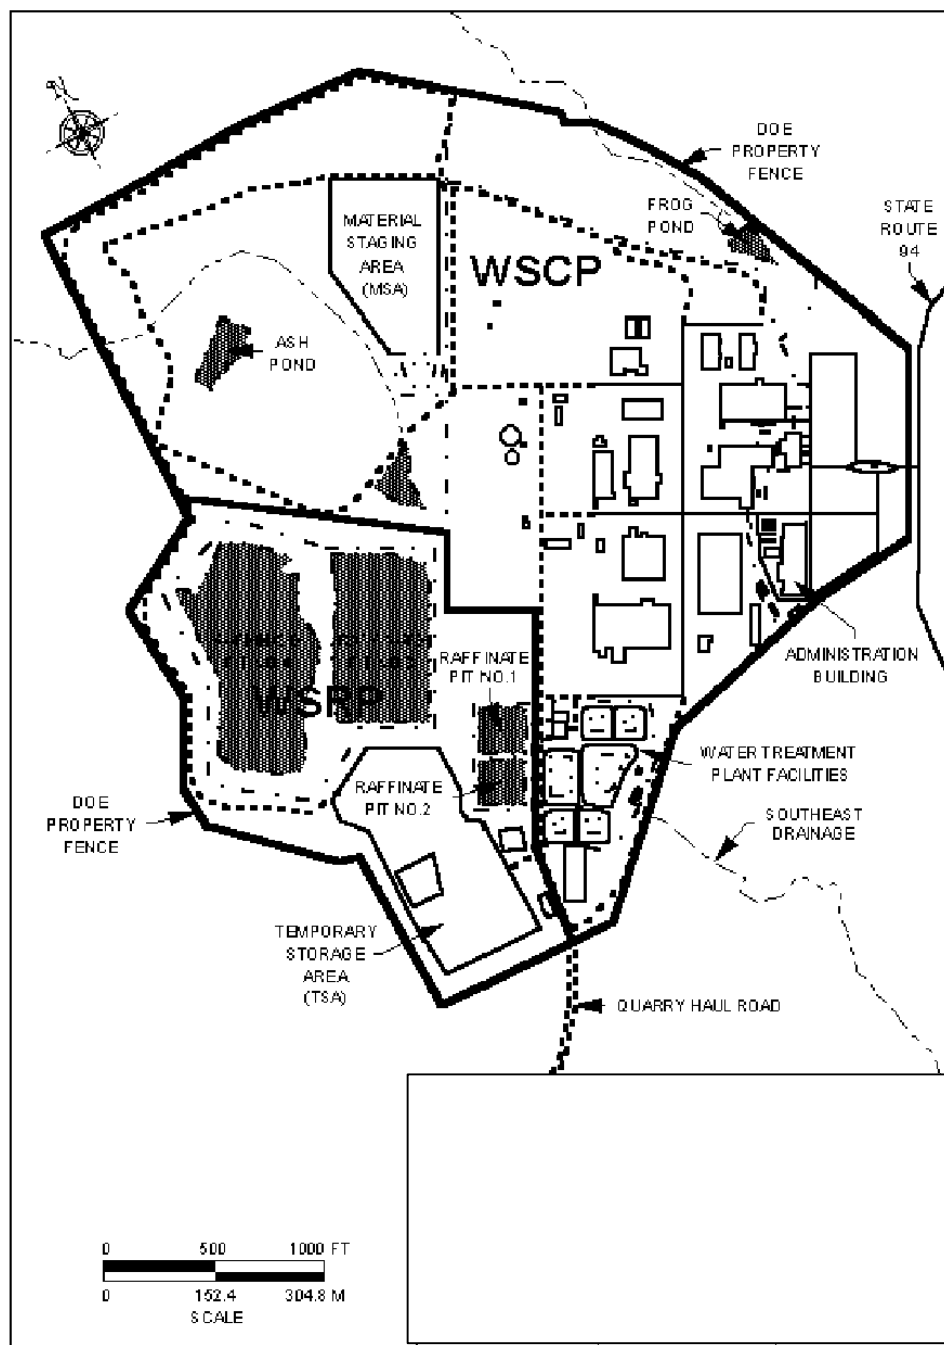 DOE
PROPERTY
FENCE
FROG
POND
STATE
ROUTE
94
MATERIAL
STAGING
AREA
(MSA)
WSCP
ASH
POND
RAFFINATE
PIT NO.1
WSRP
ADMINISTRATION
BUILDING
WATER TREATMENT
PLANT FACILITIES
RAFFINATE
PIT NO.2
DOE
PROPERTY
FENCE
SOUTHEAST
DRAINAGE
TEMPORARY
STORAGE
AREA
(TSA)
QUARRY HAUL ROAD
0 500 1000 FT
0 152.4 304.8 M
SCALE